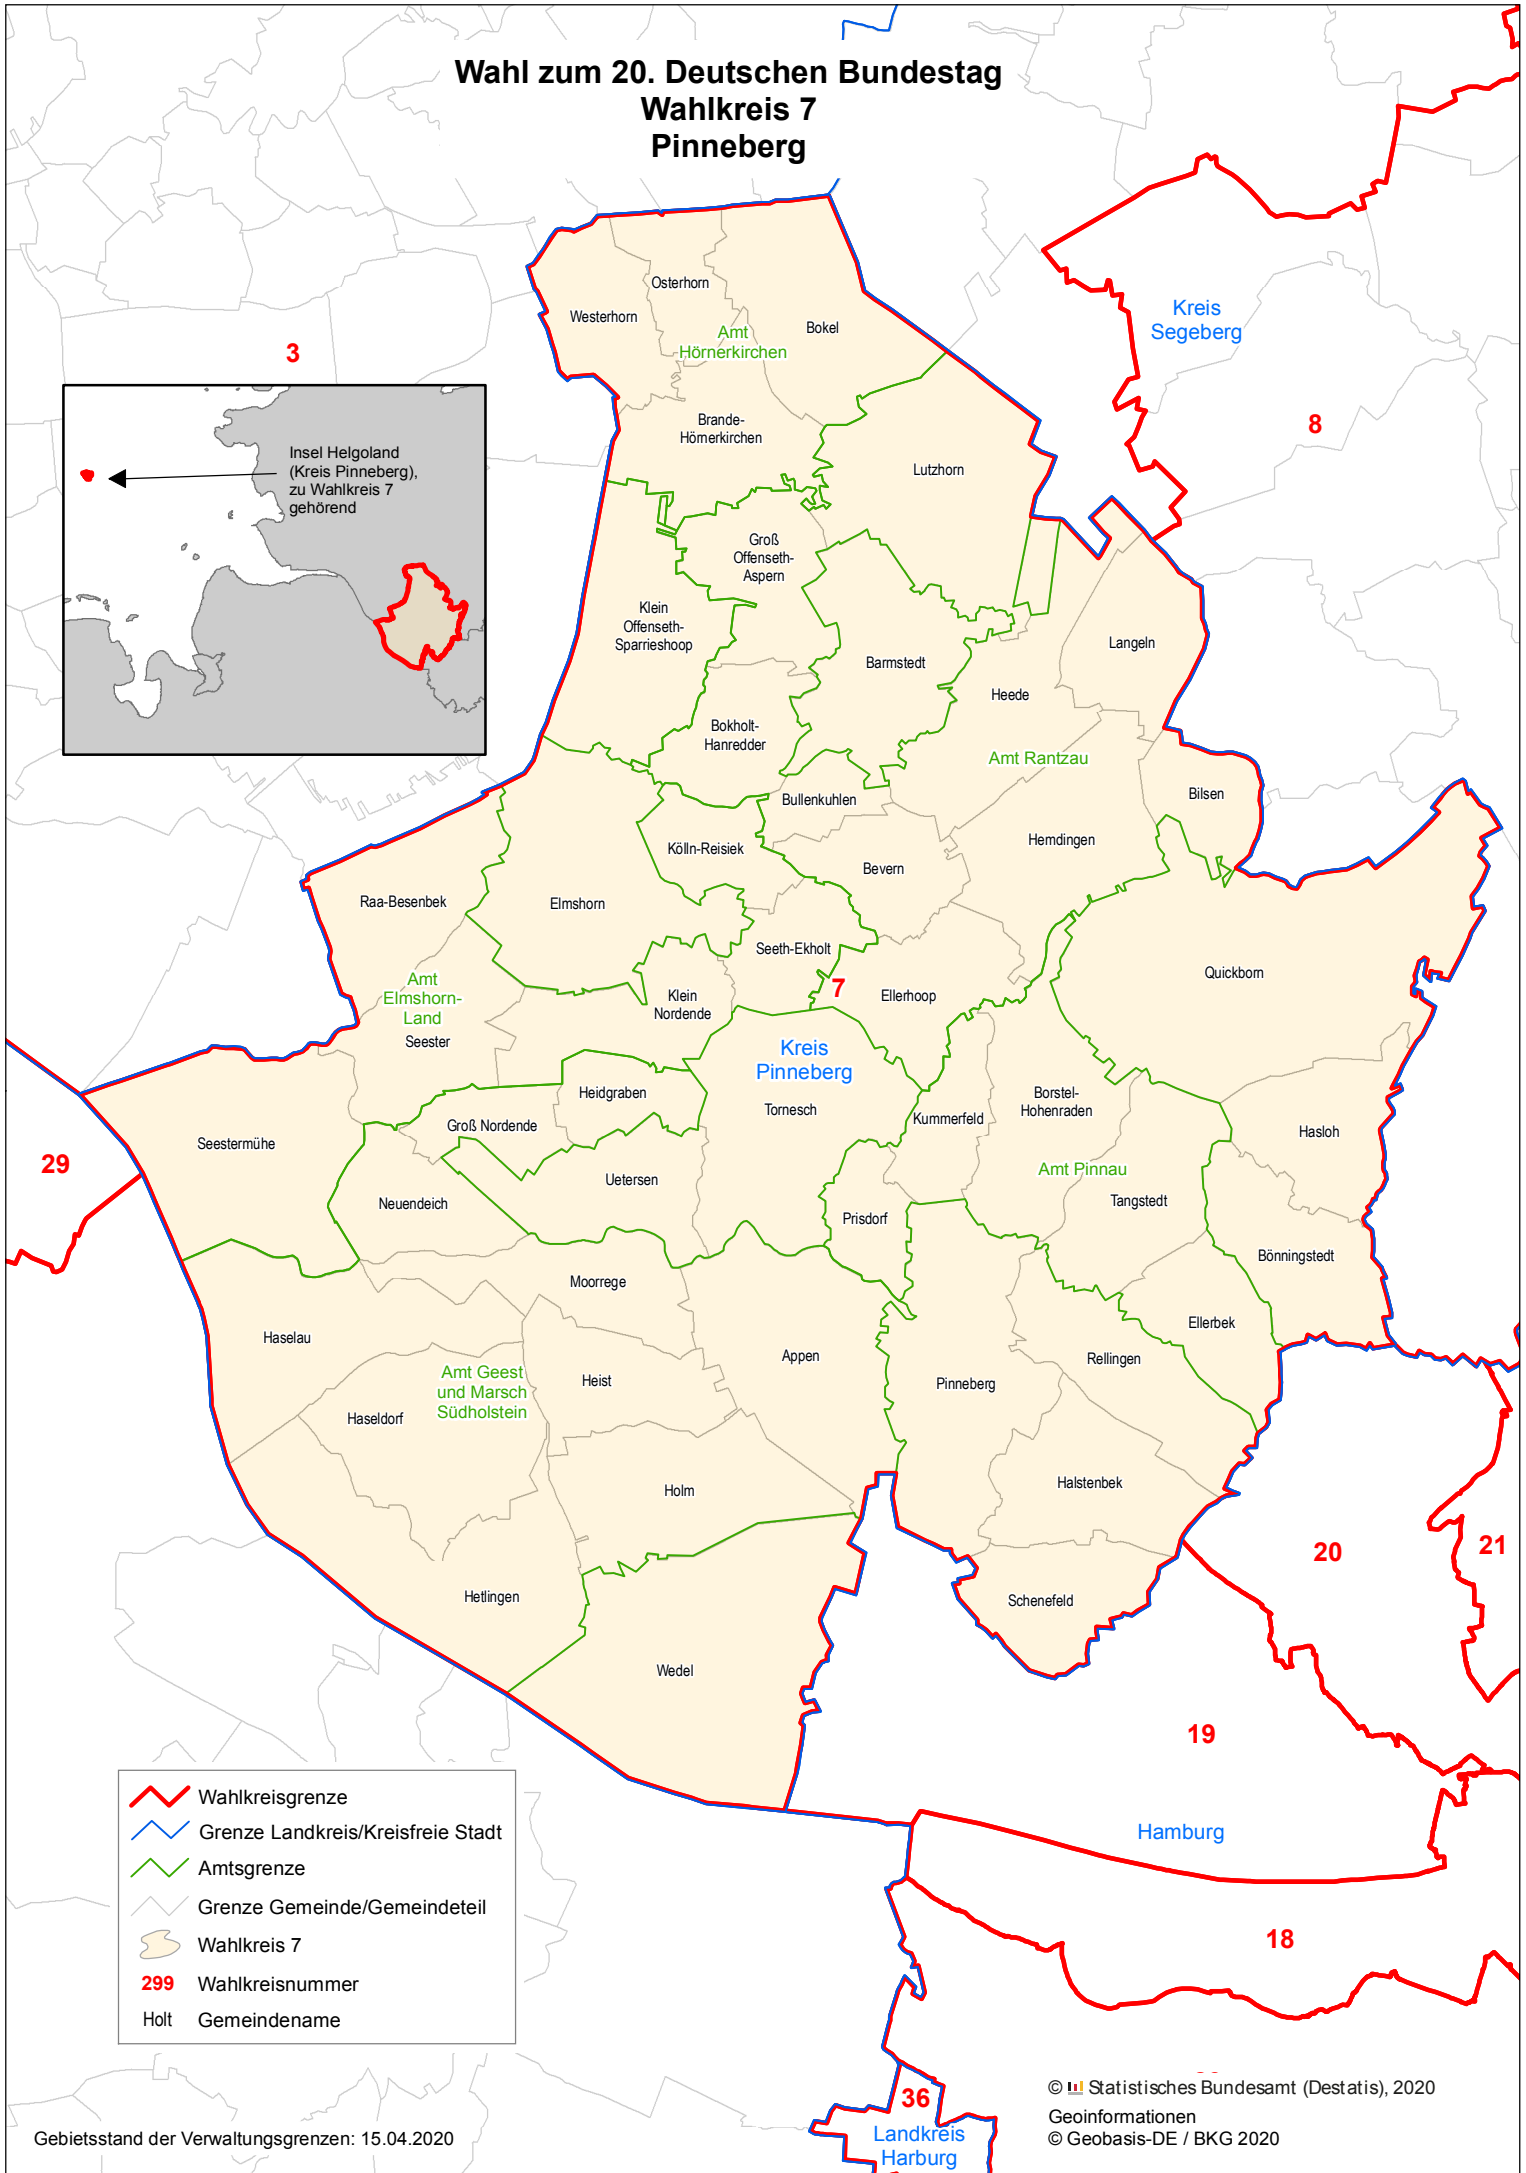 Wahl zum 20. Deutschen Bundestag
Wahlkreis 7
Pinneberg
Osterhorn
Westerhorn
Bokel
Amt
Hörnerkirchen
Kreis
Segeberg
3
8
Brande-
Hörnerkirchen
Lutzhorn
Insel Helgoland
(Kreis Pinneberg),
zu Wahlkreis 7
gehörend
Groß
Offenseth-
Aspern
Klein
Offenseth-
Sparrieshoop
Langeln
Barmstedt
Heede
Bokholt-
Hanredder
Amt Rantzau
Bullenkuhlen
Bilsen
Hemdingen
Kölln-Reisiek
Bevern
Raa-Besenbek
Elmshorn
Seeth-Ekholt
Quickborn
Amt
Elmshorn-
Land
7
Ellerhoop
Klein
Nordende
Seester
Kreis
Pinneberg
Heidgraben
Borstel-
Hohenraden
Tornesch
Kummerfeld
Groß Nordende
Hasloh
Seestermühe
29
Amt Pinnau
Uetersen
Neuendeich
Tangstedt
Prisdorf
Bönningstedt
Moorrege
Haselau
Ellerbek
Appen
Rellingen
Amt Geest
und Marsch
Südholstein
Heist
Pinneberg
Haseldorf
Halstenbek
Holm
20
21
Hetlingen
Schenefeld
Wedel
19
Wahlkreisgrenze
Grenze Landkreis/Kreisfreie Stadt
Hamburg
Amtsgrenze
Grenze Gemeinde/Gemeindeteil
Wahlkreis 7
18
299 Wahlkreisnummer
Holt Gemeindename
36
Landkreis
Harburg
© Statistisches Bundesamt (Destatis), 2020
Geoinformationen
© Geobasis-DE / BKG 2020
Gebietsstand der Verwaltungsgrenzen: 15.04.2020